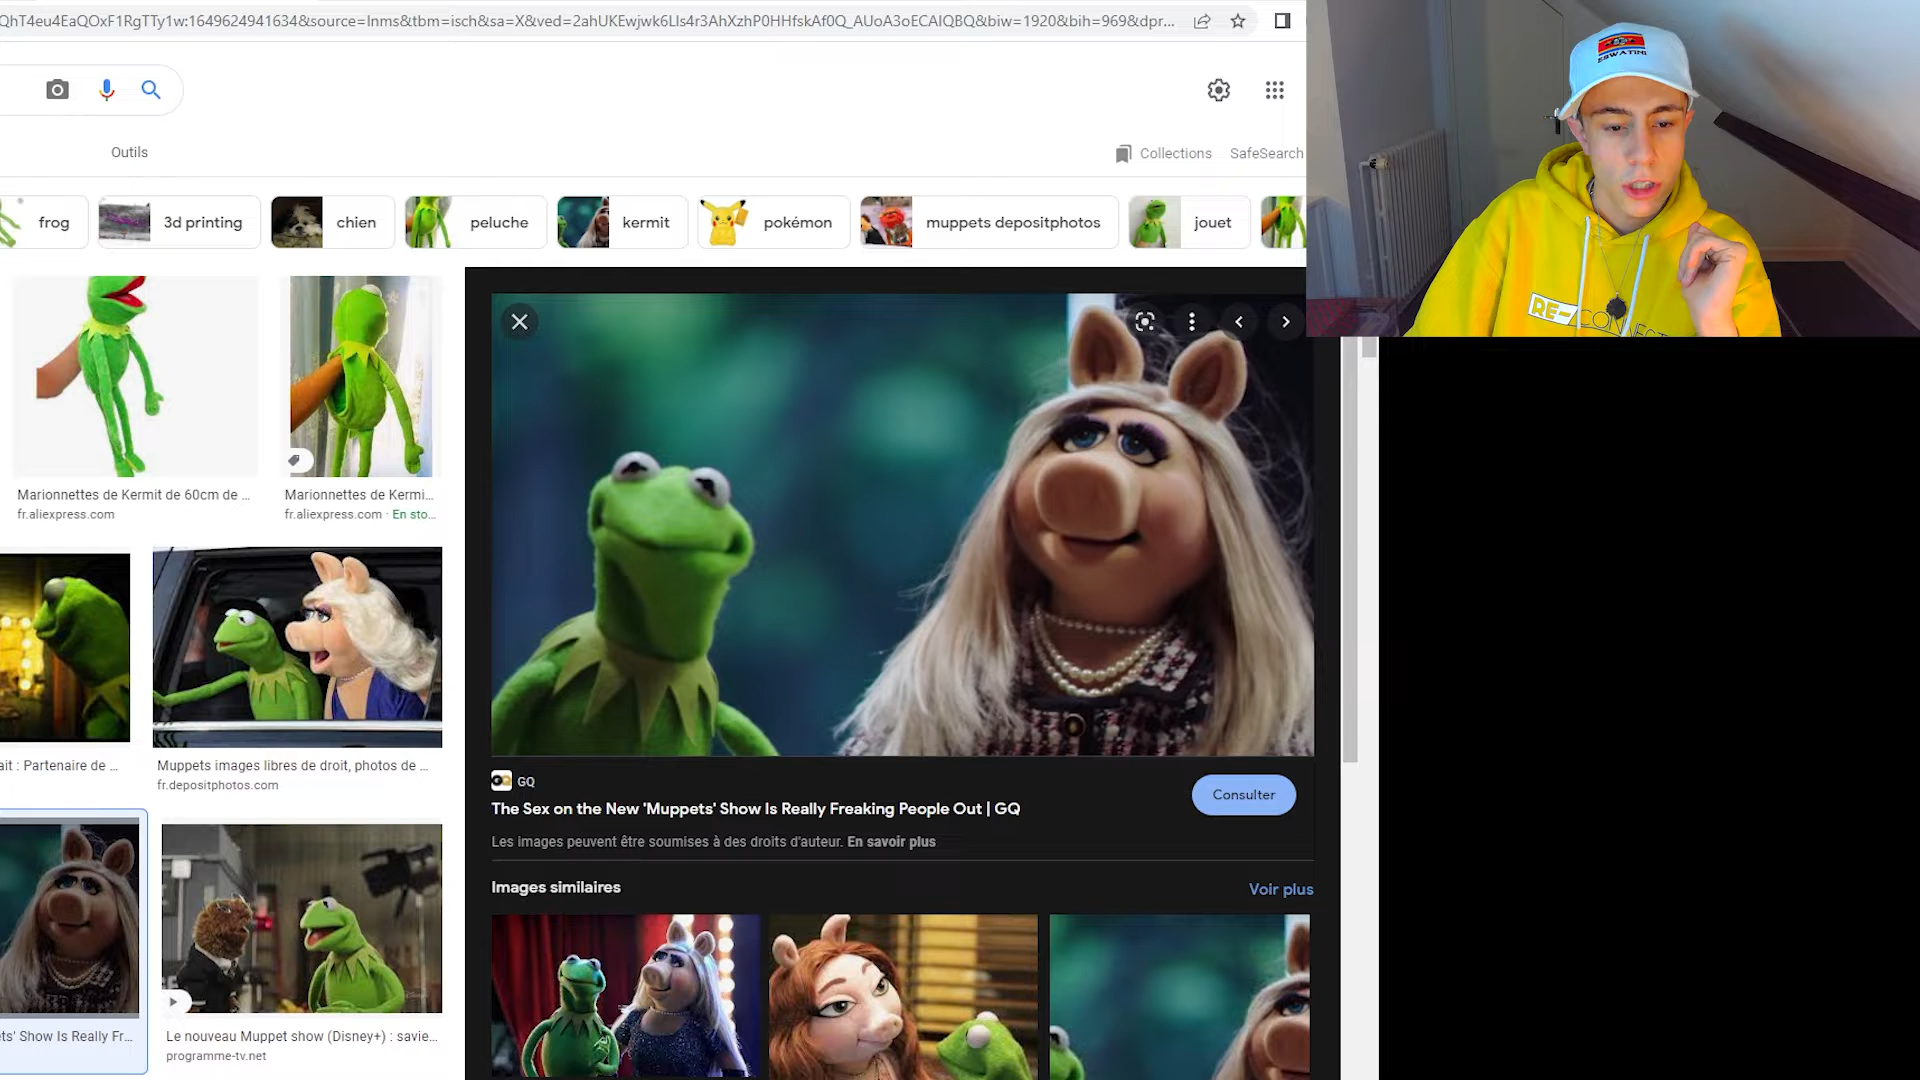 QhT4eu4EaQOxF1RgTTy1w:1649624941634&source=lnms&tbm=isch&sa=X&ved=2ahUKEwjwk6Lls4r3AhXzhP0HHfskAf0Q_AUoA3oECAIQBQ&biw=1920&bih=969&dpr...
ESWATINI
Outils
Collections
SafeSearch
frog
3d printing
chien
peluche
kermit
pokémon
muppets depositphotos
jouet
RE-CONNECT
Marionnettes de Kermit de 60cm de ...
fr.aliexpress.com
Marionnettes de Kermi...
fr.aliexpress.com · En sto...
ait : Partenaire de ...
Muppets images libres de droit, photos de ...
fr.depositphotos.com
GQ
The Sex on the New 'Muppets' Show Is Really Freaking People Out | GQ
Consulter
Les images peuvent être soumises à des droits d'auteur. En savoir plus
Images similaires
Voir plus
ets' Show Is Really Fr...
Le nouveau Muppet show (Disney+) : savie...
programme-tv.net